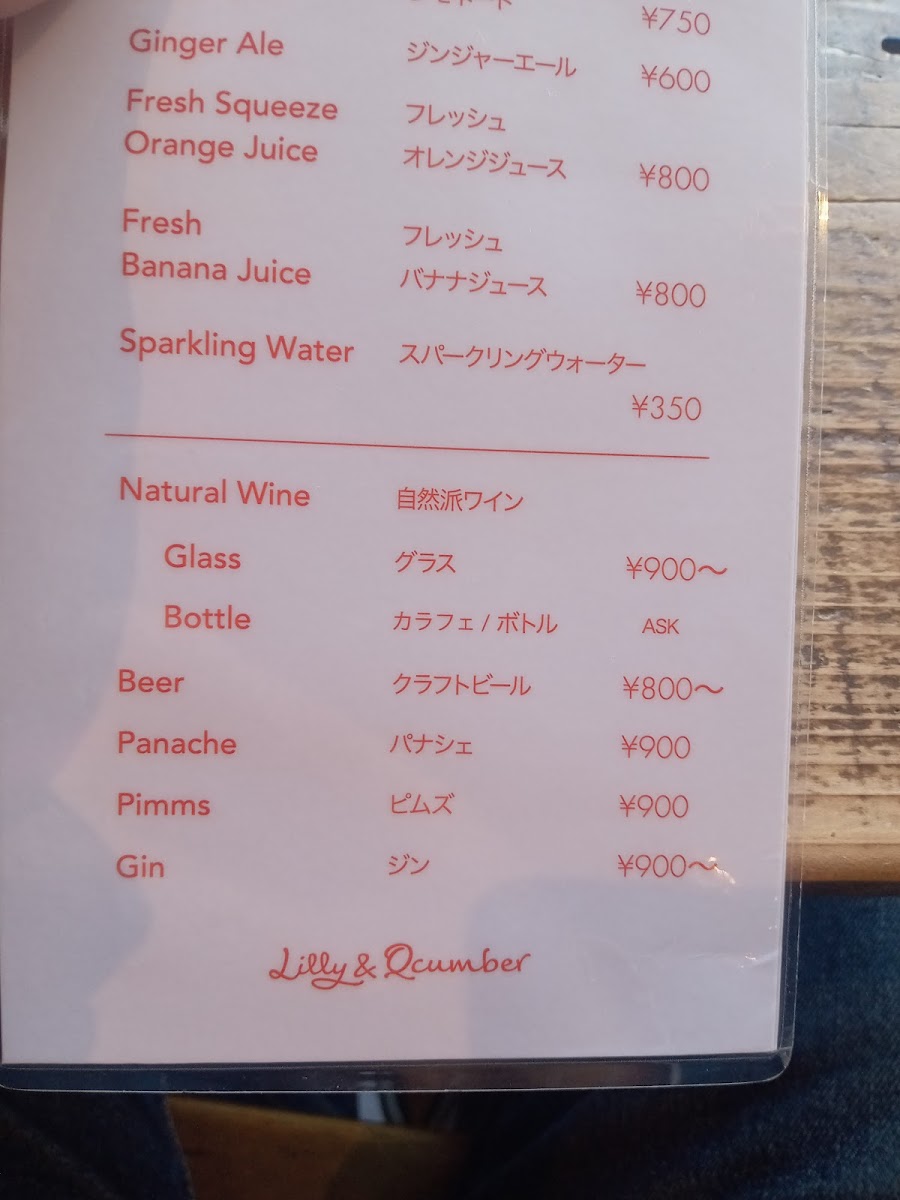 ¥750
Ginger Ale ジンジャーエール ¥600
Fresh Squeeze フレッシュ
Orange Juice オレンジジュース ¥800
Fresh フレッシュ
Banana Juice バナナジュース ¥800
Sparkling Water スパークリングウォーター
¥350
Natural Wine 自然派ワイン
Glass グラス ¥900〜
Bottle カラフェ / ボトル ASK
Beer クラフトビール ¥800〜
Panache パナシェ ¥900
Pimms ピムズ ¥900
Gin ジン ¥900〜
Lilly & Qcumber